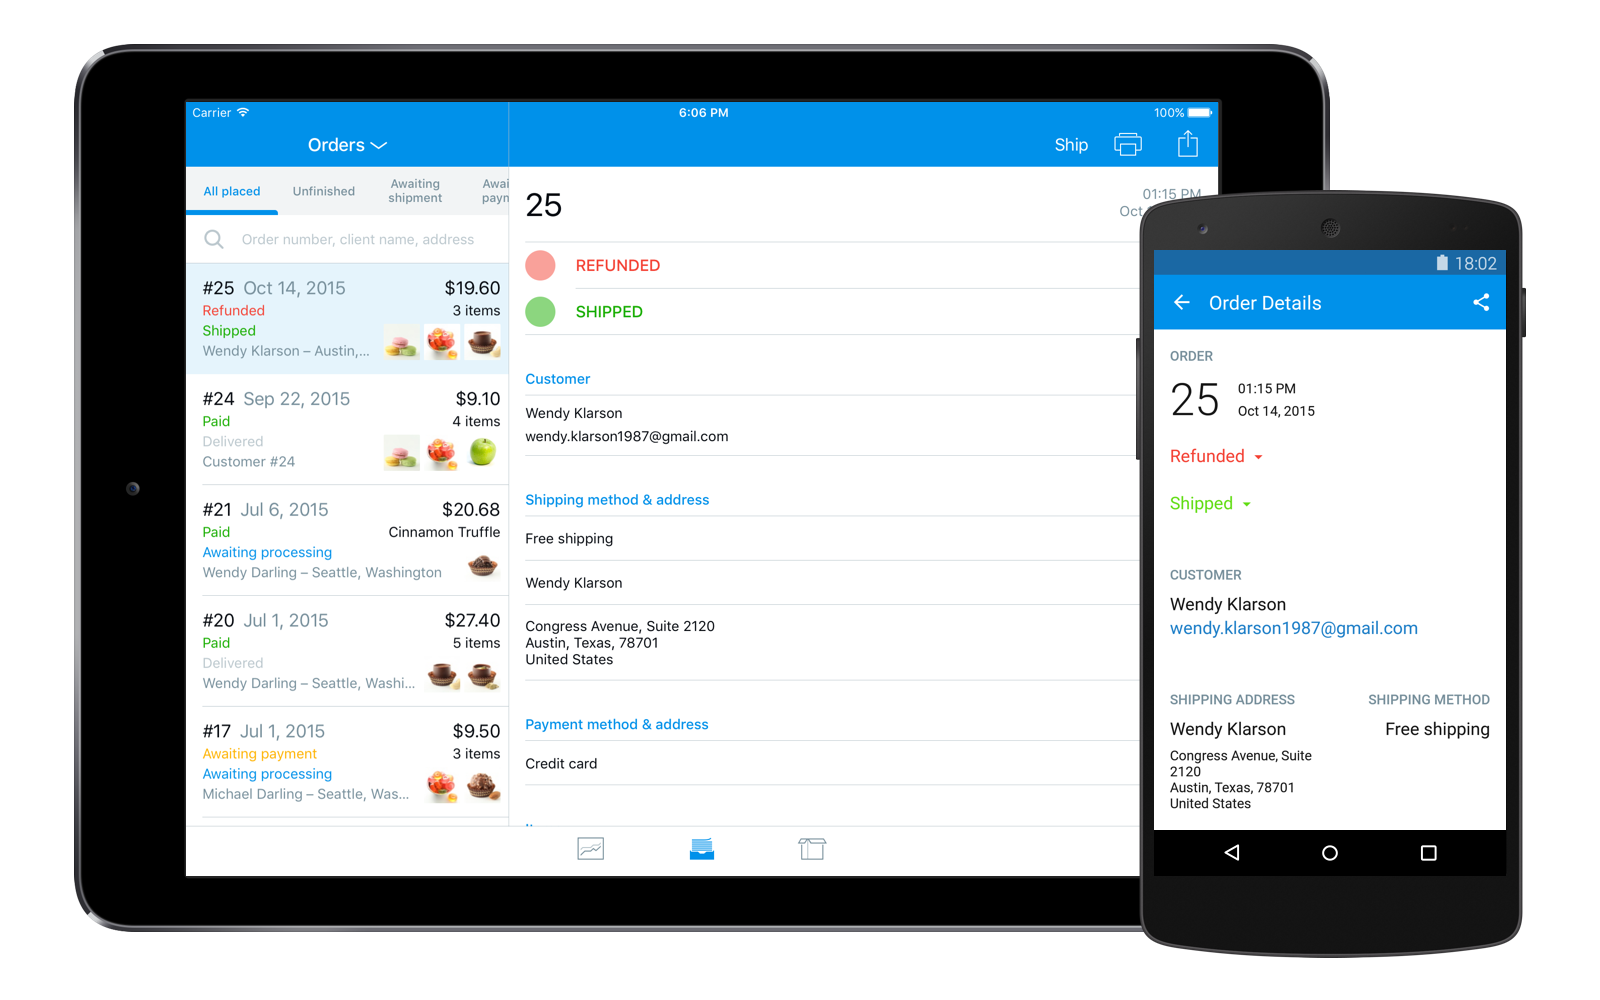 Carrier
6:06 PM
100%
Orders
Ship
All placed
Unfinished
Awaiting
shipment
Order number, client name, address
#25 Oct 14, 2015 $19.60
Refunded 3 items
Shipped
Wendy Klarson – Austin,...
#24 Sep 22, 2015 $9.10
Paid 4 items
Delivered
Customer #24
#21 Jul 6, 2015 $20.68
Paid Cinnamon Truffle
Awaiting processing
Wendy Darling – Seattle, Washington
#20 Jul 1, 2015 $27.40
Paid 5 items
Delivered
Wendy Darling – Seattle, Washi...
#17 Jul 1, 2015 $9.50
Awaiting payment 3 items
Awaiting processing
Michael Darling – Seattle, Was...
25
01:15 PM
Oct
REFUNDED
SHIPPED
Customer
Wendy Klarson
wendy.klarson1987@gmail.com
Shipping method & address
Free shipping
Wendy Klarson
Congress Avenue, Suite 2120
Austin, Texas, 78701
United States
Payment method & address
Credit card
18:02
Order Details
ORDER
25
01:15 PM
Oct 14, 2015
Refunded
Shipped
CUSTOMER
Wendy Klarson
wendy.klarson1987@gmail.com
SHIPPING ADDRESS SHIPPING METHOD
Wendy Klarson Free shipping
Congress Avenue, Suite
2120
Austin, Texas, 78701
United States